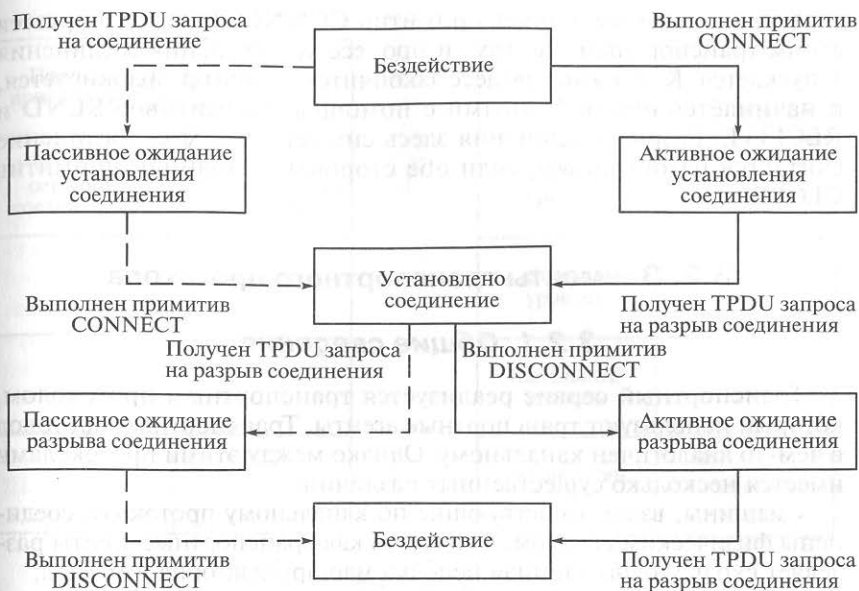 Получен TPDU запроса
на соединение
Бездействие
Выполнен примитив
CONNECT
Пассивное ожидание
установления
соединения
Активное ожидание
установления
соединения
Установлено
соединение
Выполнен примитив
CONNECT
Получен TPDU запроса
на разрыв соединения
Получен TPDU запроса
на разрыв соединения
Выполнен примитив
DISCONNECT
Пассивное ожидание
разрыва соединения
Активное ожидание
разрыва соединения
Бездействие
Выполнен примитив
DISCONNECT
Получен TPDU запроса
на разрыв соединения